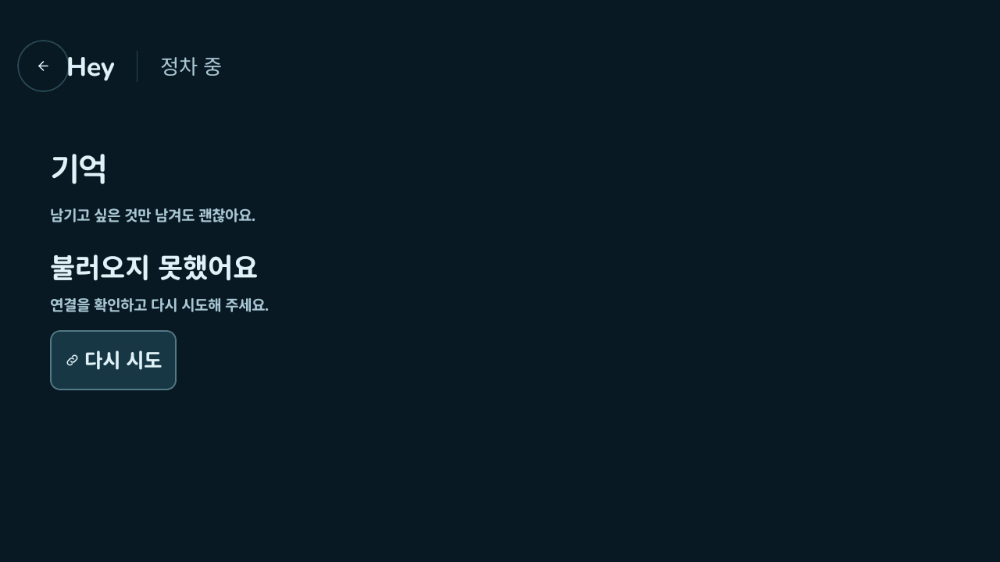 Hey
정차 중
기억
남기고 싶은 것만 남겨도 괜찮아요.
불러오지 못했어요
연결을 확인하고 다시 시도해 주세요.
다시 시도